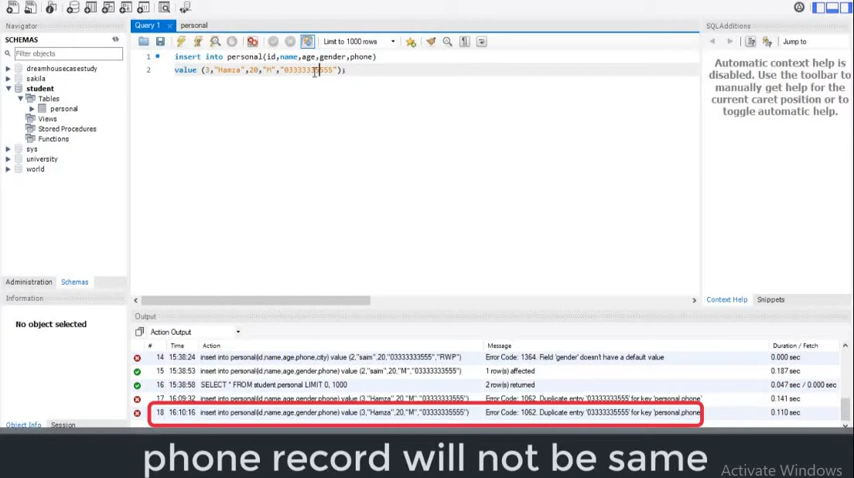 Navigator
SCHEMAS
Filter objects
dreamhousecasestudy
sakila
student
Tables
personal
Views
Stored Procedures
Functions
sys
university
world
Administration Schemas
Information
No object selected
Object Info Session
Query 1 personal
Limit to 1000 rows
1 insert into personal(id,name,age,gender,phone)
2 value (3,"Hamza",20,"M","03333333555");
SQLAdditions
Jump to
Automatic context help is
disabled. Use the toolbar to
manually get help for the
current caret position or to
toggle automatic help.
Context Help Snippets
Output
Action Output
# Time Action Message Duration / Fetch
14 15:38:24 insert into personal(id,name,age,phone,city) value (2,"saim",20,"03333333555","RWP") Error Code: 1364. Field 'gender' doesn't have a default value 0.000 sec
15 15:38:53 insert into personal(id,name,age,gender,phone) value (2,"saim",20,"M","03333333555") 1 row(s) affected 0.187 sec
16 15:38:58 SELECT * FROM student.personal LIMIT 0, 1000 2 row(s) returned 0.047 sec / 0.000 sec
17 16:09:32 insert into personal(id,name,age,gender,phone) value (3,"Hamza",20,"M","03333333555") Error Code: 1062. Duplicate entry '03333333555' for key 'personal.phone' 0.141 sec
18 16:10:16 insert into personal(id,name,age,gender,phone) value (3,"Hamza",20,"M","03333333555") Error Code: 1062. Duplicate entry '03333333555' for key 'personal.phone 0.110 sec
phone record will not be same
Activate Windows